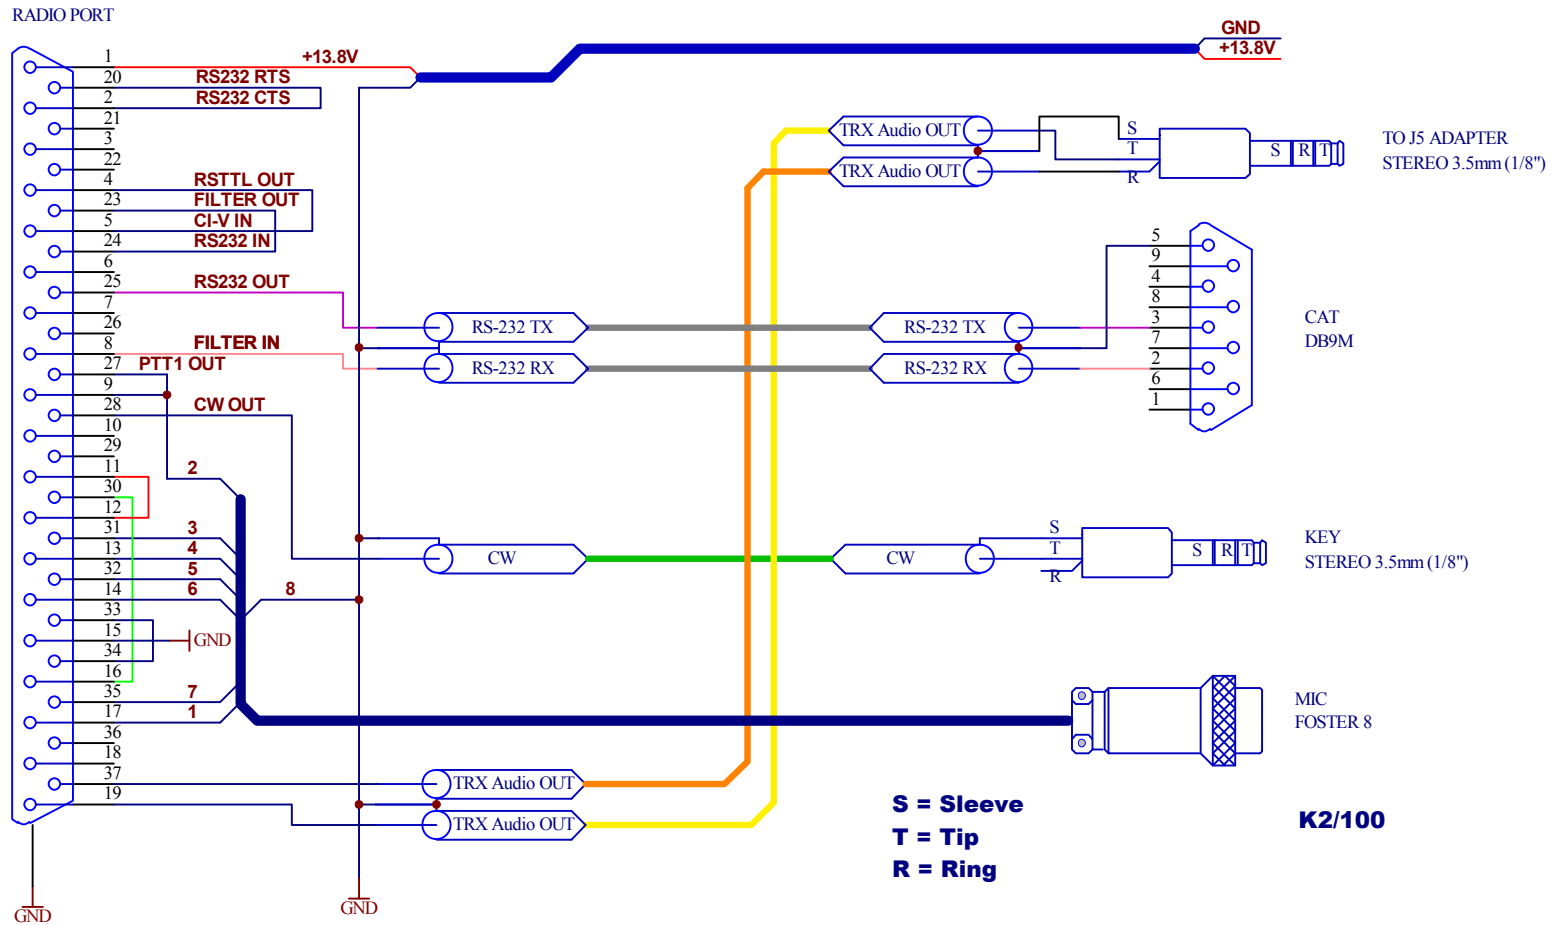 RADIO PORT
1
+13.8V
20
RS232 RTS
2
RS232 CTS
21
3
22
4
RSTTL OUT
23
FILTER OUT
5
CI-V IN
24
RS232 IN
6
25
RS232 OUT
7
26
8
FILTER IN
27
PTT1 OUT
9
28
CW OUT
10
29
11
2
30
12
31
3
13
4
32
5
14
6
8
33
15
GND
34
16
35
7
17
1
36
18
37
19
GND
GND
GND
+13.8V
TRX Audio OUT
TRX Audio OUT
S
T
R
S
R
T
TO J5 ADAPTER
STEREO 3.5mm (1/8")
RS-232 TX
RS-232 RX
RS-232 TX
RS-232 RX
5
9
4
8
3
7
2
6
1
CAT
DB9M
CW
CW
S
T
R
S
R
T
KEY
STEREO 3.5mm (1/8")
MIC
FOSTER 8
TRX Audio OUT
TRX Audio OUT
S = Sleeve
T = Tip
R = Ring
K2/100